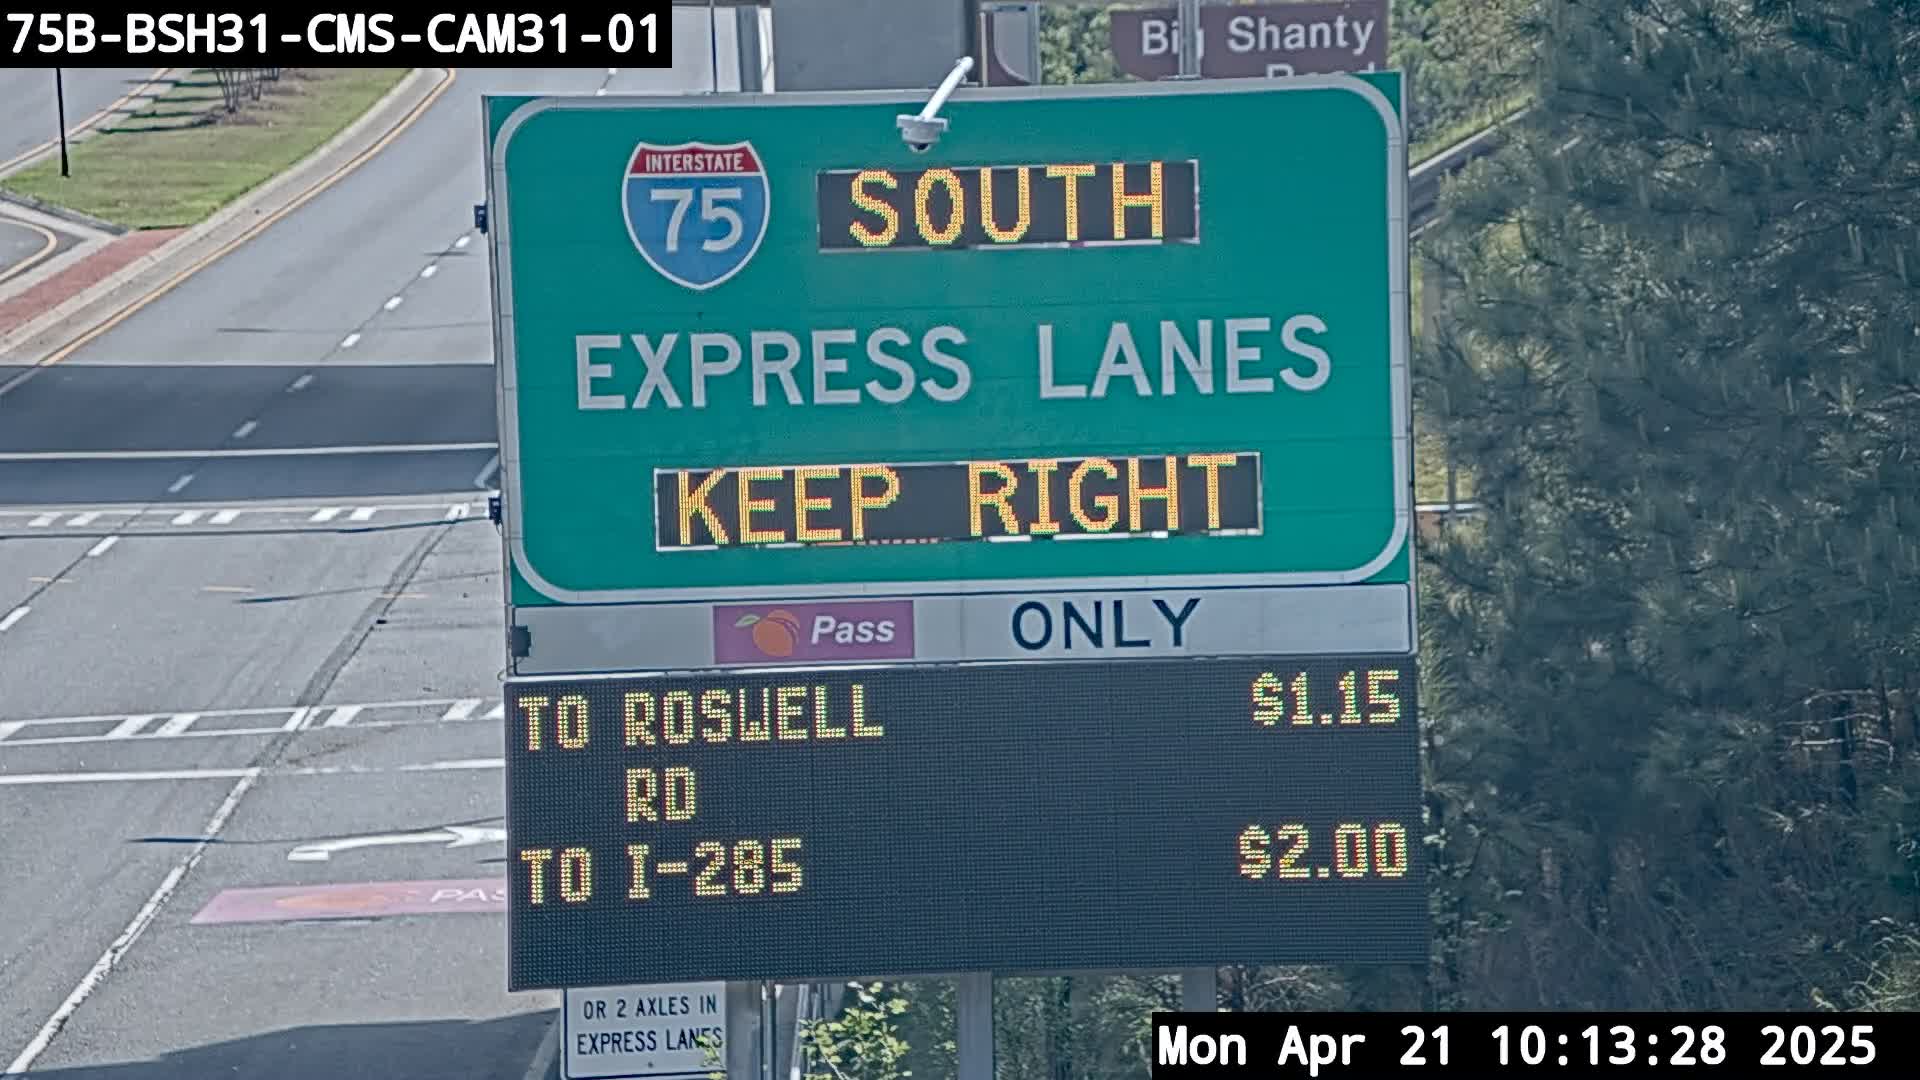 75B-BSH31-CMS-CAM31-01
Big Shanty
Road
INTERSTATE
75
SOUTH
EXPRESS LANES
KEEP RIGHT
Pass ONLY
TO ROSWELL $1.15
RD
TO I-285 $2.00
PAS
OR 2 AXLES IN
EXPRESS LANES
Mon Apr 21 10:13:28 2025